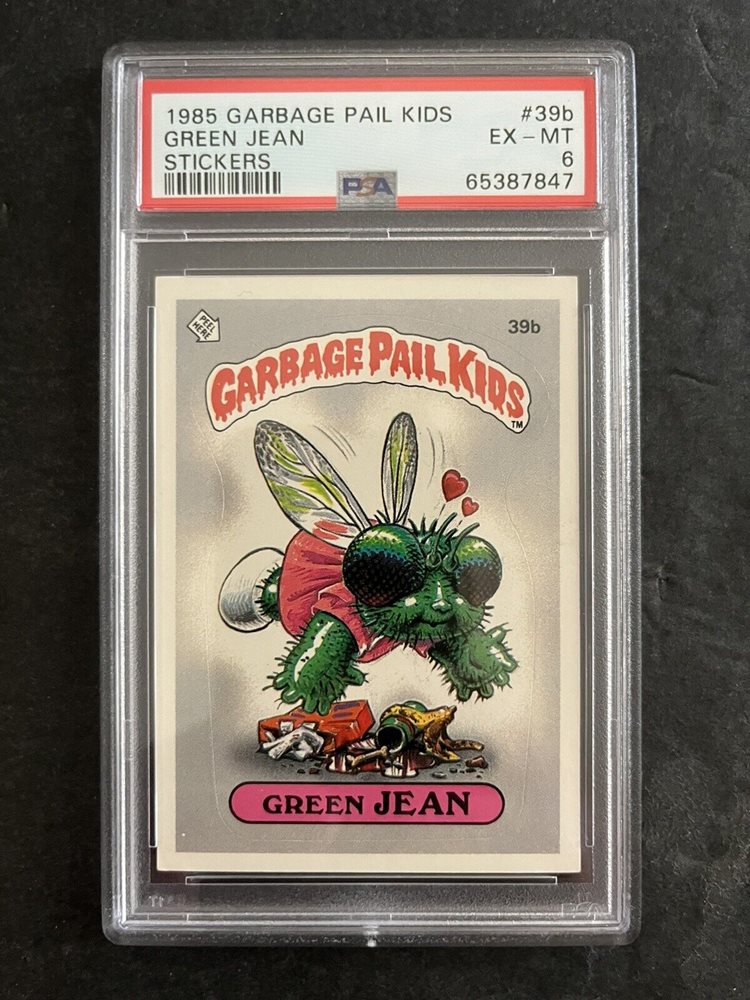 1985 GARBAGE PAIL KIDS #39b
GREEN JEAN EX - MT
STICKERS 6
PSA 65387847
PEEL HERE
39b
GARBAGE PAIL KIDS
TM
GREEN JEAN